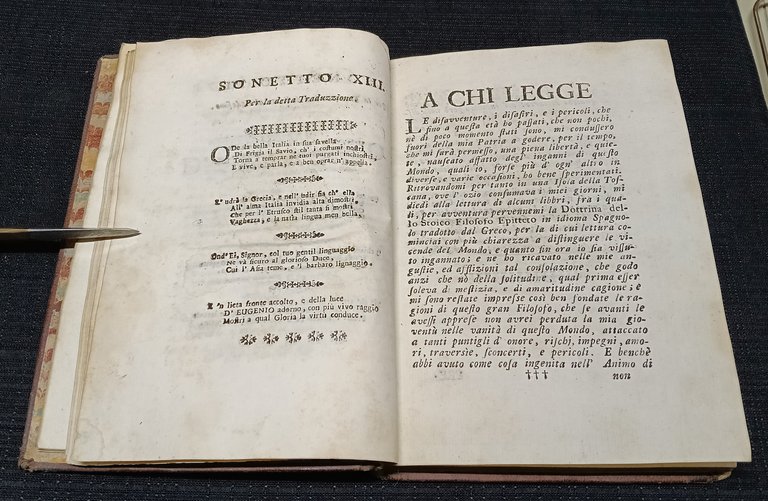 SONETTO XIII.
Per la detta Traduzzione.
ODe la bella Italia in sua favella
Di Frigia il Savio, ch' i costumi nostri
Torna a temprar ne tuoi purgati inchiostri,
E vive, e parla, e a ben oprar n' appella.
L' udrà la Grecia, e nell' udir sia ch' ella
All' alma Italia Invidia alta dimostri,
che per l' Etrusco stil tanta si mostri
Vaghezza, e la nostra lingua men bella.
Ond' Ei, Signor, col tuo gentil linguaggio
Ne và sicuro al glorioso Duce,
Cui l' Asia teme, e 'l barbaro lignaggio.
E 'n lieta fronte accolto, e della luce
D' EUGENIO adorno, con più vivo raggio
Mostri a qual Gloria la virtù conduce.
A CHI LEGGE
LE disavventure, i disastri, e i pericoli, che
fino a questa età ho passati, che non pochi,
nè di poco momento stati sono, mi condussero
fuori della mia Patria a godere, per il tempo,
che mi sarà permesso, una piena libertà, e quie-
te, nauseato affatto degl' inganni di questo
Mondo, quali io, forse più d' ogn' altro in
diverse, e varie occasioni, ho bene sperimentati.
Ritrovandomi per tanto in una Isola della Tos-
cana, ove l' ozio consumava i miei giorni, mi
diedi alla lettura di alcuni libbri, fra i qua-
li, per avventura pervennemi la Dottrina del-
lo Stoico Filosofo Epitteto in idioma Spagnuo-
lo tradotto dal Greco, per la di cui lettura co-
minciai con più chiarezza a distinguere le vi-
cende del Mondo, e quanto sin ora io sia vissu-
to ingannato; e ne ho ricavato nelle mie an-
gustie, ed afflizioni tal consolazione, che godo
anzi che nò della solitudine, qual prima esser
soleva di mestizia, e di amaritudine cagione; e
mi sono restate impresse così ben fondate le ra-
gioni di questo gran Filosofo, che se avanti le
avessi apprese non avrei perduta la mia gio-
ventù nelle vanità di questo Mondo, attaccato
a tanti puntigli d' onore, rischj, impegni, amo-
ri, traversie, sconcerti, e pericoli. E benchè
abbi avuto come cosa ingenita nell' Animo di
††† non